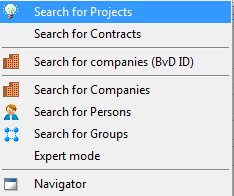 Search for Projects
Search for Contracts
Search for companies (BvD ID)
Search for Companies
Search for Persons
Search for Groups
Expert mode
Navigator